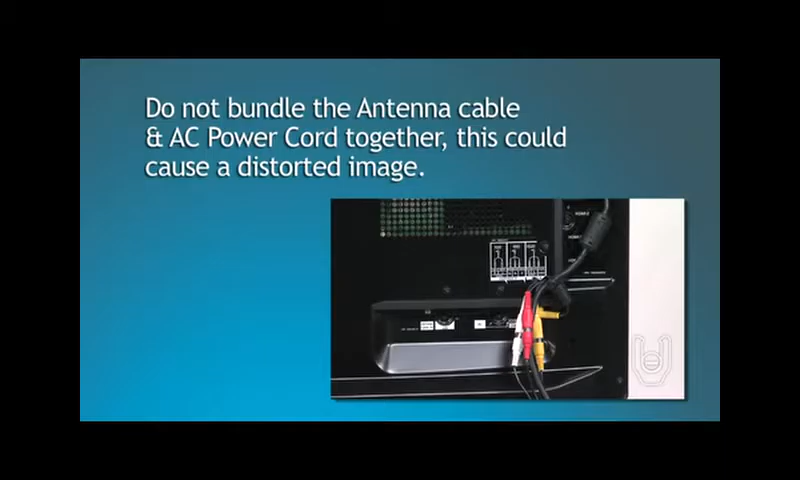 Do not bundle the Antenna cable
& AC Power Cord together, this could
cause a distorted image.